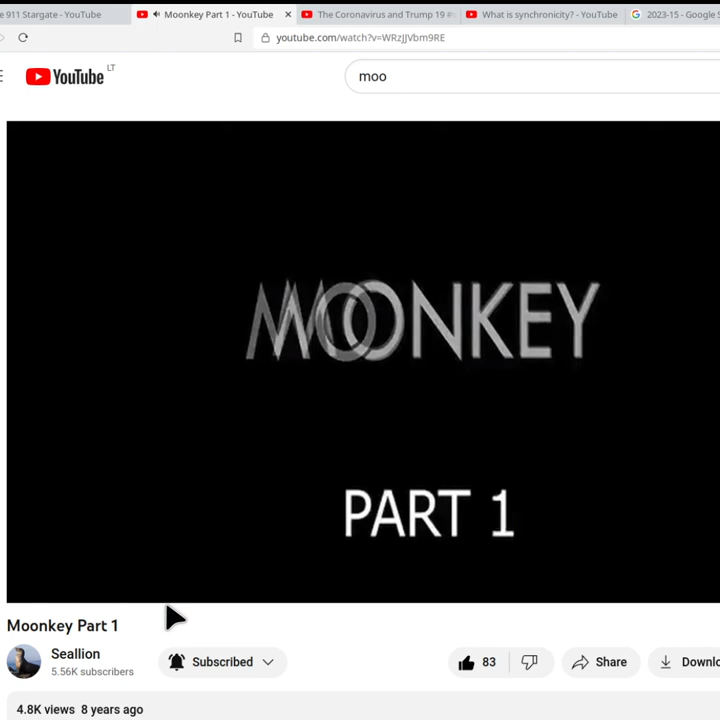 e 911 Stargate - YouTube
Moonkey Part 1 - YouTube
The Coronavirus and Trump 19
What is synchronicity? - YouTube
2023-15 - Google S
youtube.com/watch?v=WRzJJVbm9RE
YouTube LT
moo
MOONKEY
PART 1
Moonkey Part 1
Seallion
5.56K subscribers
Subscribed
83
Share
Downlo
4.8K views 8 years ago